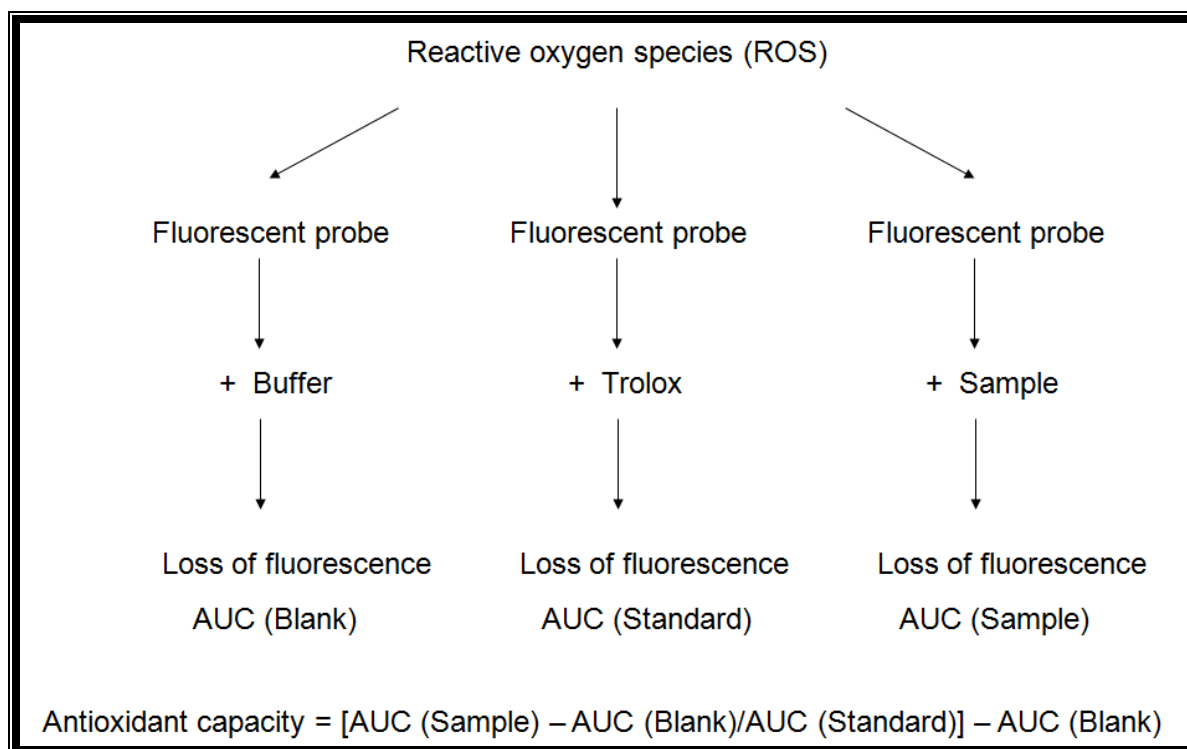 Reactive oxygen species (ROS)
Fluorescent probe
Fluorescent probe
Fluorescent probe
+ Buffer
+ Trolox
+ Sample
Loss of fluorescence
AUC (Blank)
Loss of fluorescence
AUC (Standard)
Loss of fluorescence
AUC (Sample)
Antioxidant capacity = [AUC (Sample) – AUC (Blank)/AUC (Standard)] – AUC (Blank)